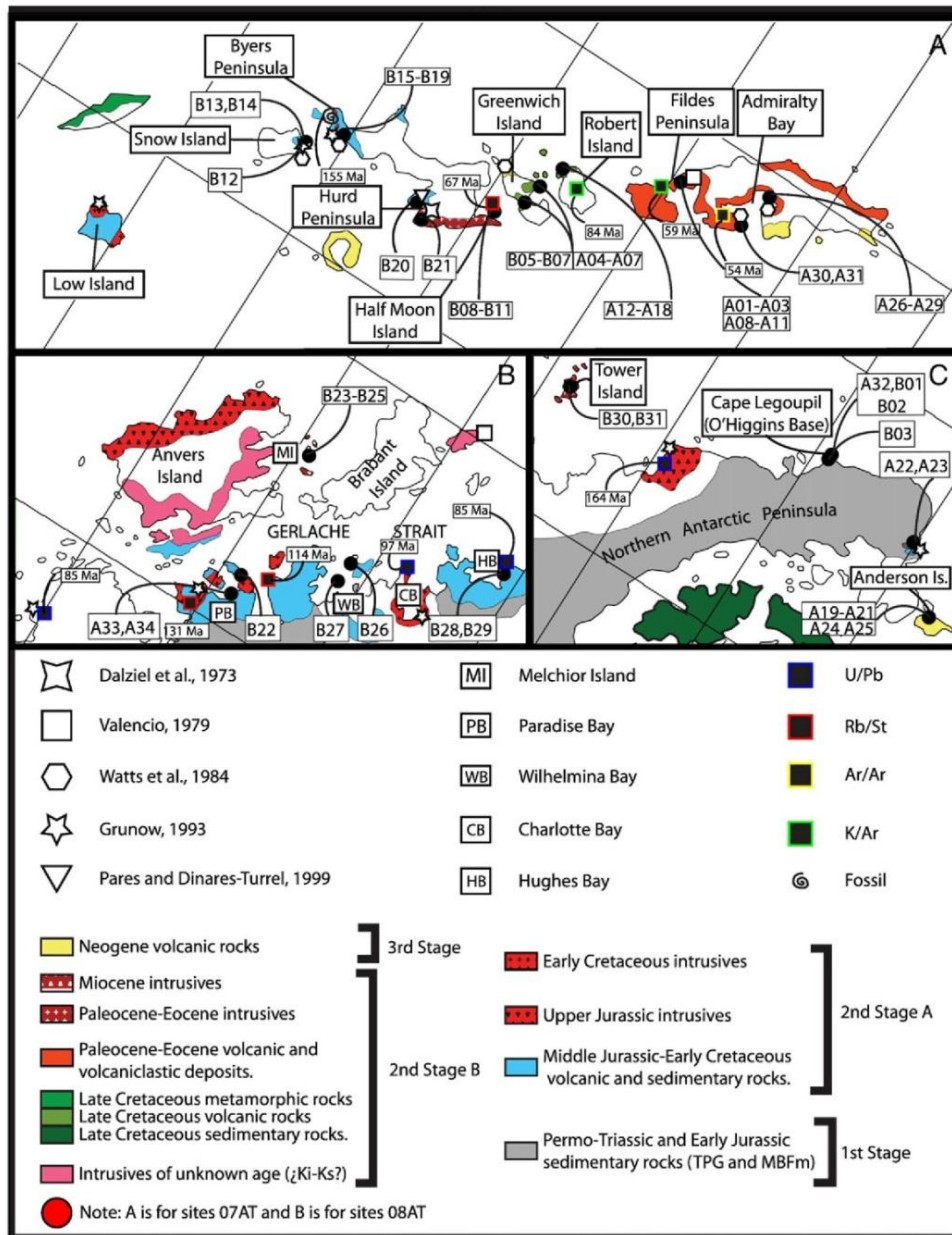 A
Byers
Peninsula
B15-B19
B13,B14
Greenwich
Island
Fildes
Peninsula
Admiralty
Bay
Snow Island
Robert
Island
B12
155 Ma
67 Ma
Hurd
Peninsula
84 Ma
59 Ma
54 Ma
Low Island
B20
B21
B05-B07
A04-A07
A30,A31
Half Moon
Island
B08-B11
A12-A18
A01-A03
A08-A11
A26-A29
B
B23-B25
Anvers
Island
MI
Brabant
Island
GERLACHE
STRAIT
85 Ma
114 Ma
97 Ma
85 Ma
HB
PB
WB
CB
A33,A34
131 Ma
B22
B27
B26
B28,B29
C
Tower
Island
A32,B01
B02
B30,B31
Cape Legoupil
(O'Higgins Base)
B03
A22,A23
164 Ma
Northern Antarctic Peninsula
Anderson Is.
A19-A21
A24,A25
Dalziel et al., 1973
MI
Melchior Island
U/Pb
Valencio, 1979
PB
Paradise Bay
Rb/St
Watts et al., 1984
WB
Wilhelmina Bay
Ar/Ar
Grunow, 1993
CB
Charlotte Bay
K/Ar
Pares and Dinares-Turrel, 1999
HB
Hughes Bay
Fossil
Neogene volcanic rocks
3rd Stage
Miocene intrusives
Paleocene-Eocene intrusives
Paleocene-Eocene volcanic and
volcaniclastic deposits.
2nd Stage B
Late Cretaceous metamorphic rocks
Late Cretaceous volcanic rocks
Late Cretaceous sedimentary rocks.
Intrusives of unknown age (¿Ki-Ks?)
Early Cretaceous intrusives
Upper Jurassic intrusives
2nd Stage A
Middle Jurassic-Early Cretaceous
volcanic and sedimentary rocks.
Permo-Triassic and Early Jurassic
sedimentary rocks (TPG and MBFm)
1st Stage
Note: A is for sites 07AT and B is for sites 08AT